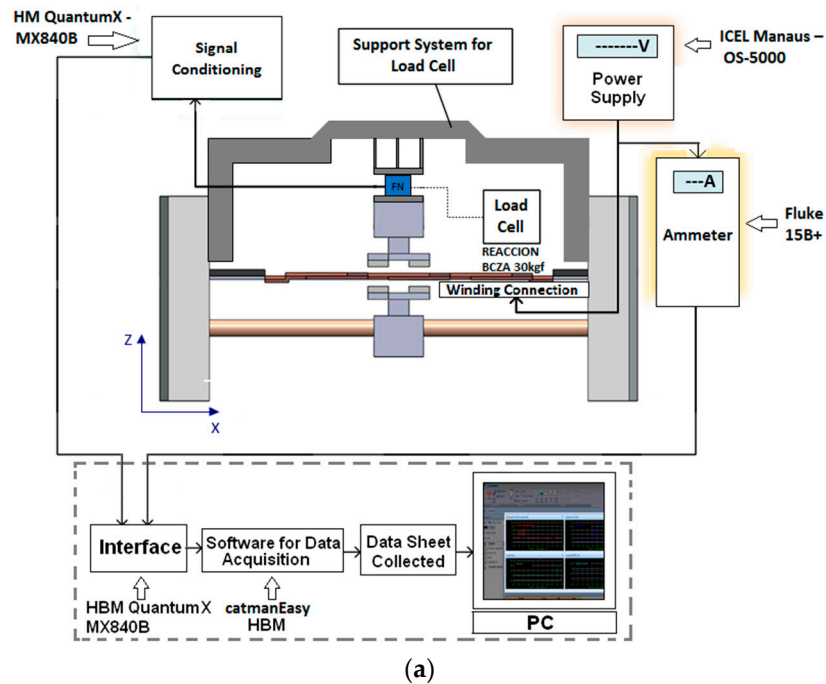 HM QuantumX -
MX840B
Signal
Conditioning
Support System for
Load Cell
-------V
Power
Supply
ICEL Manaus –
OS-5000
---A
Ammeter
Fluke
15B+
FN
Load
Cell
REACCION
BCZA 30kgf
Winding Connection
Z
X
Interface
Software for Data
Acquisition
Data Sheet
Collected
HBM QuantumX
MX840B
catmanEasy
HBM
PC
(a)